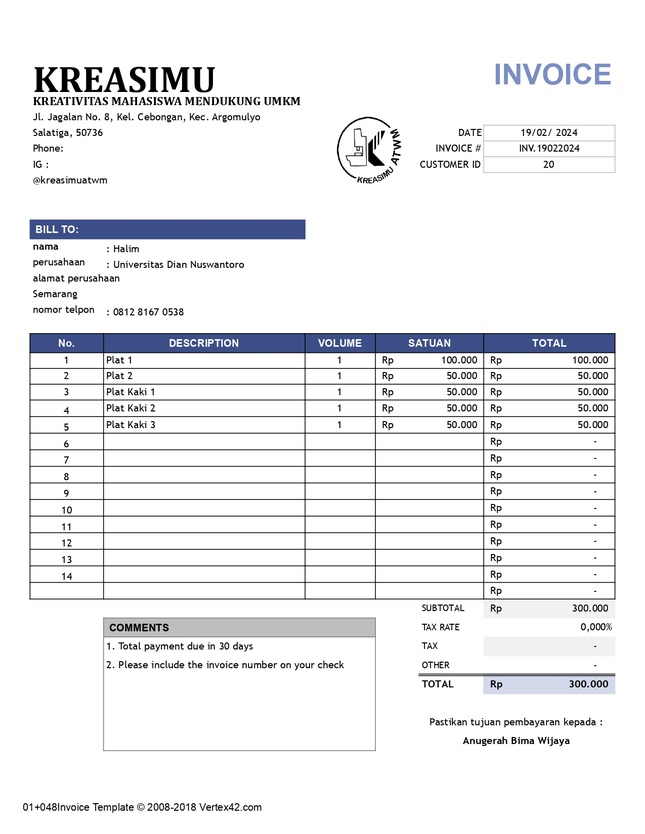 KREASIMU
KREATIVITAS MAHASISWA MENDUKUNG UMKM
INVOICE
Jl. Jagalan No. 8, Kel. Cebongan, Kec. Argomulyo
Salatiga, 50736
Phone:
IG :
@kreasimuatwm
KREASIMU ATWM
DATE 19/02/ 2024
INVOICE # INV.19022024
CUSTOMER ID 20
BILL TO:
nama : Halim
perusahaan : Universitas Dian Nuswantoro
alamat perusahaan
Semarang
nomor telpon : 0812 8167 0538
No. DESCRIPTION VOLUME SATUAN TOTAL
1 Plat 1 1 Rp 100.000 Rp 100.000
2 Plat 2 1 Rp 50.000 Rp 50.000
3 Plat Kaki 1 1 Rp 50.000 Rp 50.000
4 Plat Kaki 2 1 Rp 50.000 Rp 50.000
5 Plat Kaki 3 1 Rp 50.000 Rp 50.000
6 Rp -
7 Rp -
8 Rp -
9 Rp -
10 Rp -
11 Rp -
12 Rp -
13 Rp -
14 Rp -
Rp -
SUBTOTAL Rp 300.000
TAX RATE 0,000%
TAX -
OTHER -
TOTAL Rp 300.000
COMMENTS
1. Total payment due in 30 days
2. Please include the invoice number on your check
Pastikan tujuan pembayaran kepada :
Anugerah Bima Wijaya
01+048Invoice Template © 2008-2018 Vertex42.com